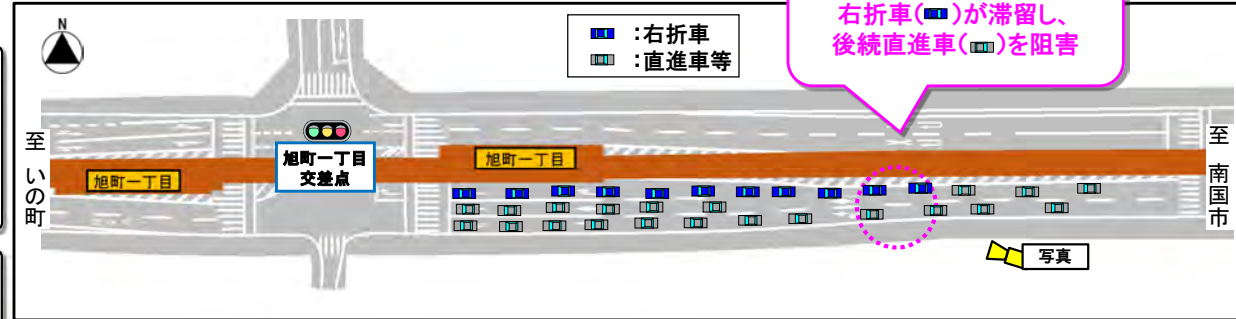 右折車( )が滞留し、
後続直進車( )を阻害
:右折車
:直進車等
N
至 いの町
旭町一丁目
旭町一丁目
交差点
旭町一丁目
至 南国市
写真